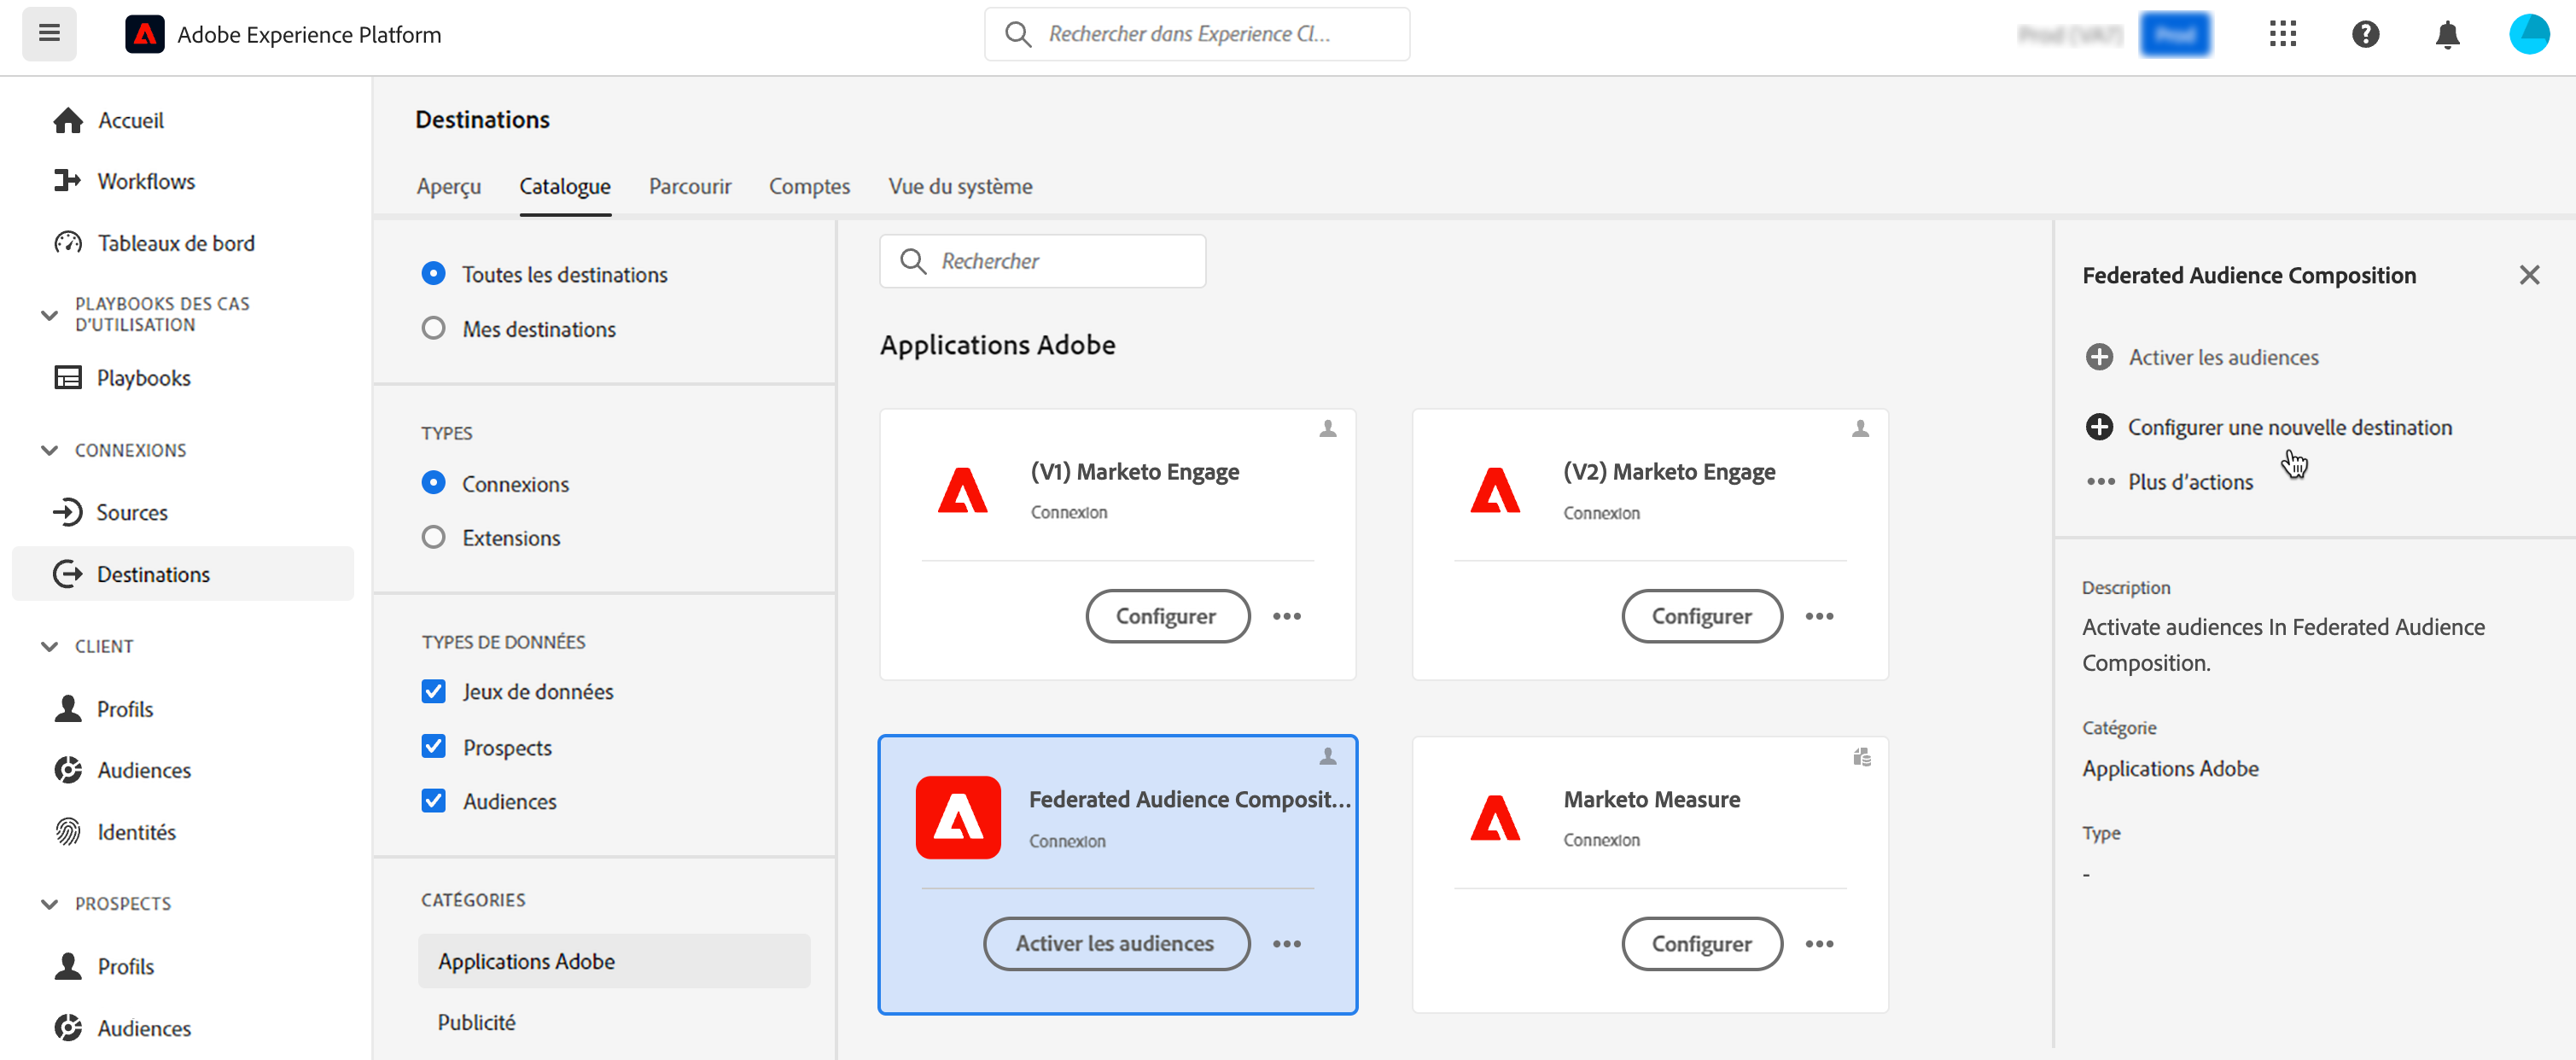 Adobe Experience Platform
Rechercher dans Experience Cl...
Accueil
Workflows
Tableaux de bord
PLAYBOOKS DES CAS
D'UTILISATION
Playbooks
CONNEXIONS
Sources
Destinations
CLIENT
Profils
Audiences
Identités
PROSPECTS
Profils
Audiences
Destinations
Aperçu
Catalogue
Parcourir
Comptes
Vue du système
Toutes les destinations
Mes destinations
TYPES
Connexions
Extensions
TYPES DE DONNÉES
Jeux de données
Prospects
Audiences
CATÉGORIES
Applications Adobe
Publicité
Rechercher
Applications Adobe
(V1) Marketo Engage
Connexion
Configurer
(V2) Marketo Engage
Connexion
Configurer
Federated Audience Composit...
Connexion
Activer les audiences
Marketo Measure
Connexion
Configurer
Federated Audience Composition
Activer les audiences
Configurer une nouvelle destination
Plus d’actions
Description
Activate audiences In Federated Audience
Composition.
Catégorie
Applications Adobe
Type
-